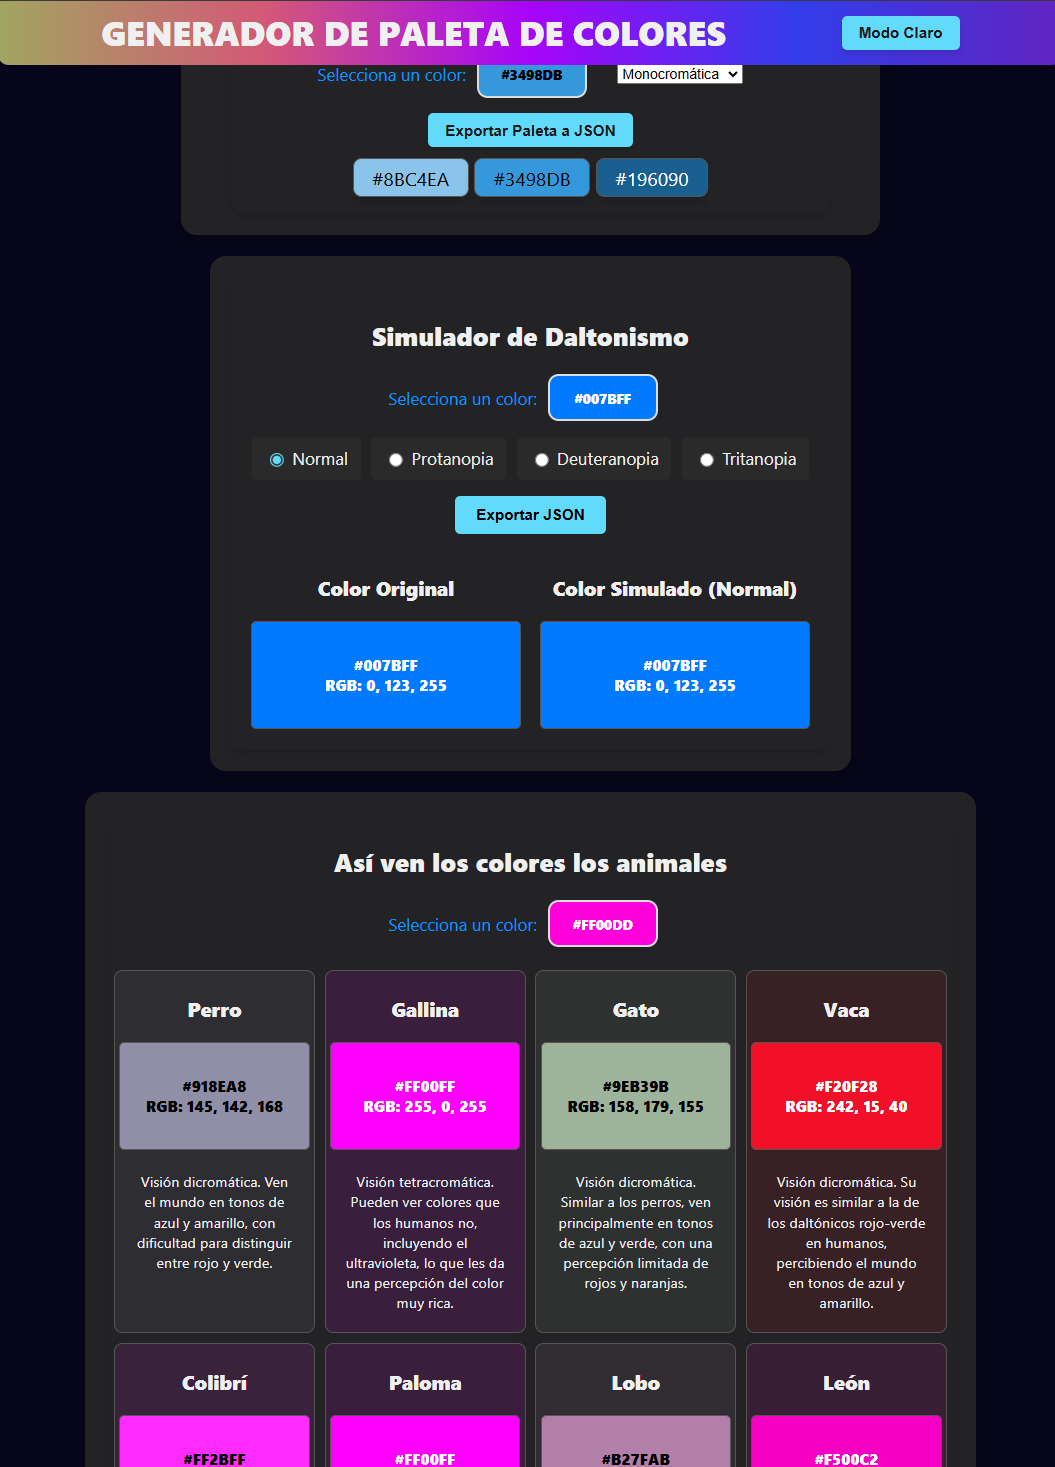 GENERADOR DE PALETA DE COLORES
Modo Claro
Selecciona un color: #3498DB Monocromática
Exportar Paleta a JSON
#8BC4EA #3498DB #196090
Simulador de Daltonismo
Selecciona un color: #007BFF
Normal Protanopia Deuteranopia Tritanopia
Exportar JSON
Color Original
#007BFF
RGB: 0, 123, 255
Color Simulado (Normal)
#007BFF
RGB: 0, 123, 255
Así ven los colores los animales
Selecciona un color: #FF00DD
Perro
#918EA8
RGB: 145, 142, 168
Visión dicromática. Ven
el mundo en tonos de
azul y amarillo, con
dificultad para distinguir
entre rojo y verde.
Gallina
#FF00FF
RGB: 255, 0, 255
Visión tetracromática.
Pueden ver colores que
los humanos no,
incluyendo el
ultravioleta, lo que les da
una percepción del color
muy rica.
Gato
#9EB39B
RGB: 158, 179, 155
Visión dicromática.
Similar a los perros, ven
principalmente en tonos
de azul y verde, con una
percepción limitada de
rojos y naranjas.
Vaca
#F20F28
RGB: 242, 15, 40
Visión dicromática. Su
visión es similar a la de
los daltónicos rojo-verde
en humanos,
percibiendo el mundo
en tonos de azul y
amarillo.
Colibrí
#FF2BFF
Paloma
#FF00FF
Lobo
#B27FAB
León
#F500C2